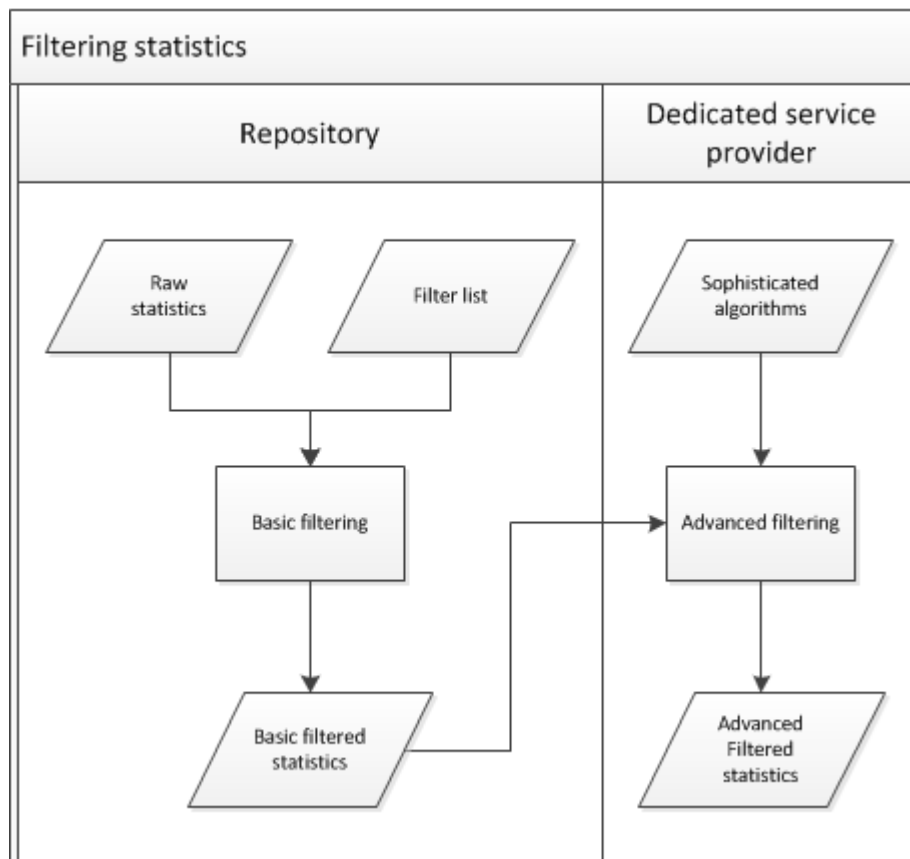 Filtering statistics
Repository
Dedicated service
provider
Raw
statistics
Filter list
Sophisticated
algorithms
Basic filtering
Advanced filtering
Basic filtered
statistics
Advanced
Filtered
statistics